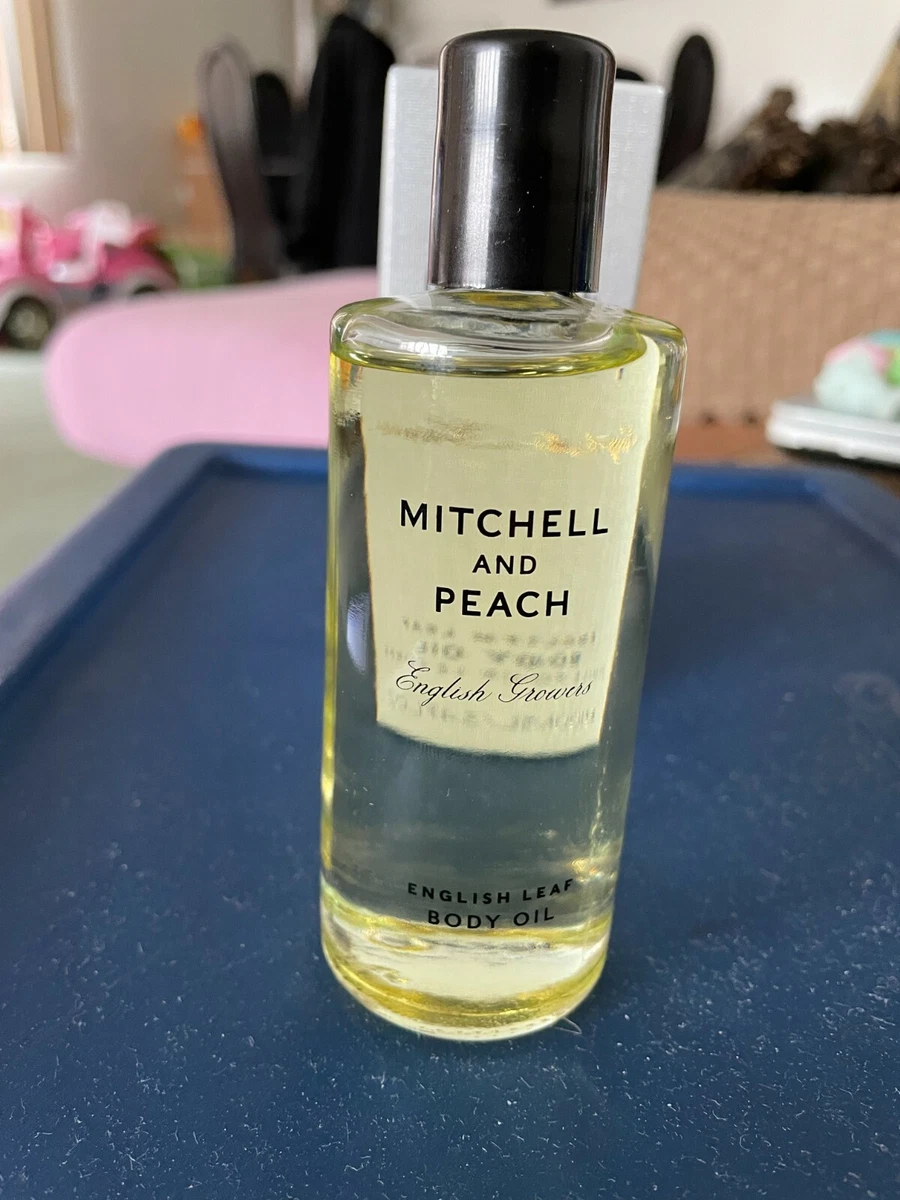 MITCHELL
AND
PEACH
English Growers
ENGLISH LEAF
BODY OIL